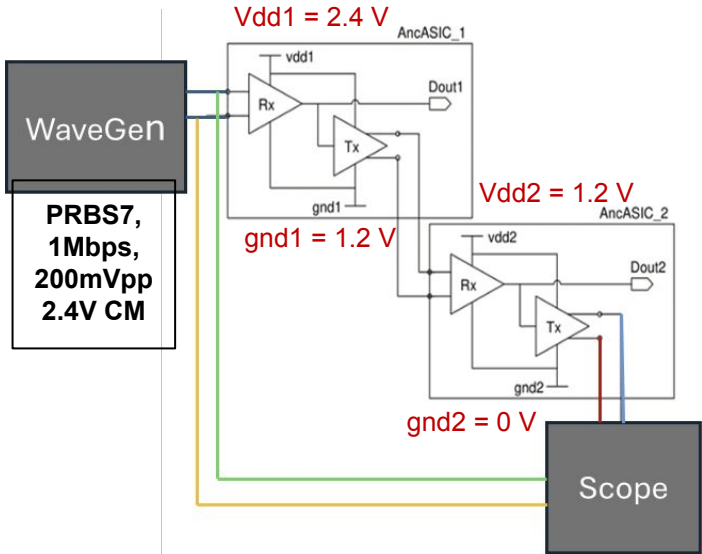 Vdd1 = 2.4 V
AncASIC_1
vdd1
Dout1
Rx
WaveGen
Tx
Vdd2 = 1.2 V
PRBS7,
1Mbps,
200mVpp
2.4V CM
gnd1
AncASIC_2
gnd1 = 1.2 V
vdd2
Dout2
Rx
Tx
gnd2
gnd2 = 0 V
Scope